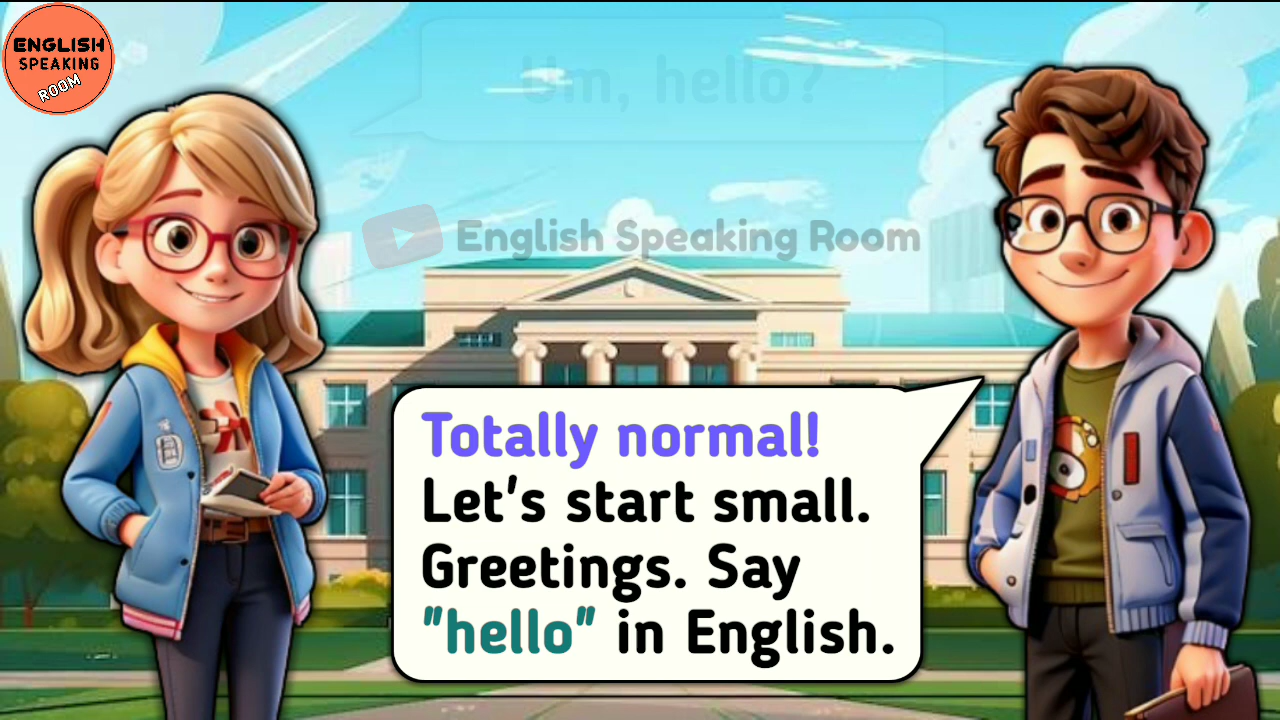 ENGLISH
SPEAKING
ROOM
Um, hello?
English Speaking Room
Totally normal!
Let's start small.
Greetings. Say
"hello" in English.